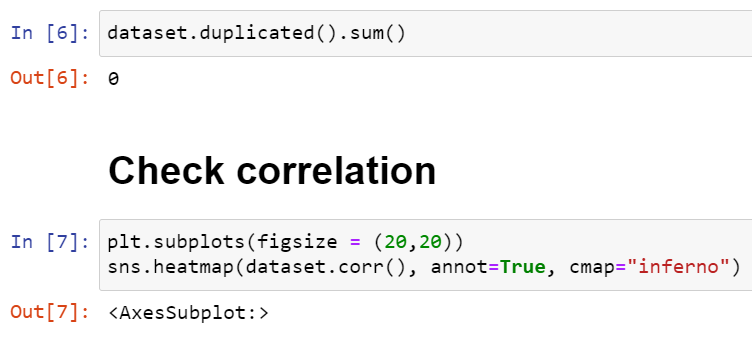 In [6]: dataset.duplicated().sum()
Out[6]: 0
Check correlation
In [7]: plt.subplots(figsize = (20,20))
sns.heatmap(dataset.corr(), annot=True, cmap="inferno")
Out[7]: <AxesSubplot:>